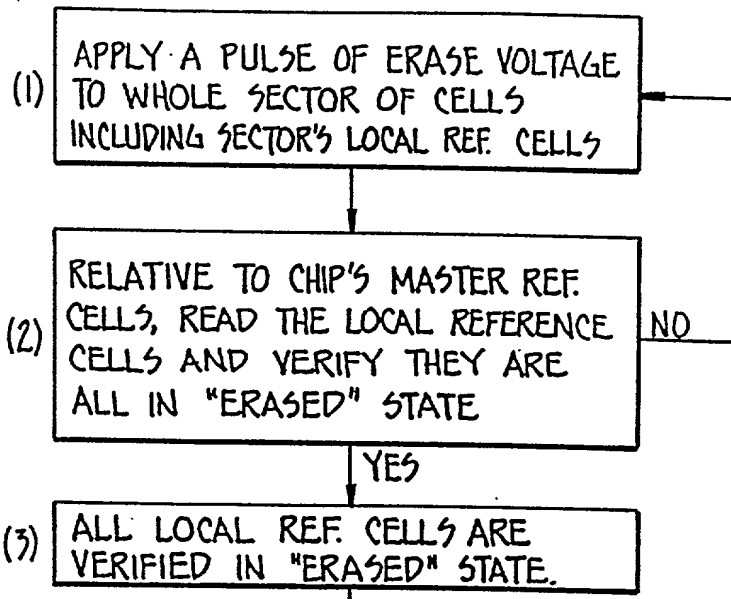 (1)
APPLY A PULSE OF ERASE VOLTAGE
TO WHOLE SECTOR OF CELLS
INCLUDING SECTOR'S LOCAL REF. CELLS
(2)
RELATIVE TO CHIP'S MASTER REF.
CELLS, READ THE LOCAL REFERENCE
CELLS AND VERIFY THEY ARE
ALL IN "ERASED" STATE
NO
YES
(3)
ALL LOCAL REF. CELLS ARE
VERIFIED IN "ERASED" STATE.